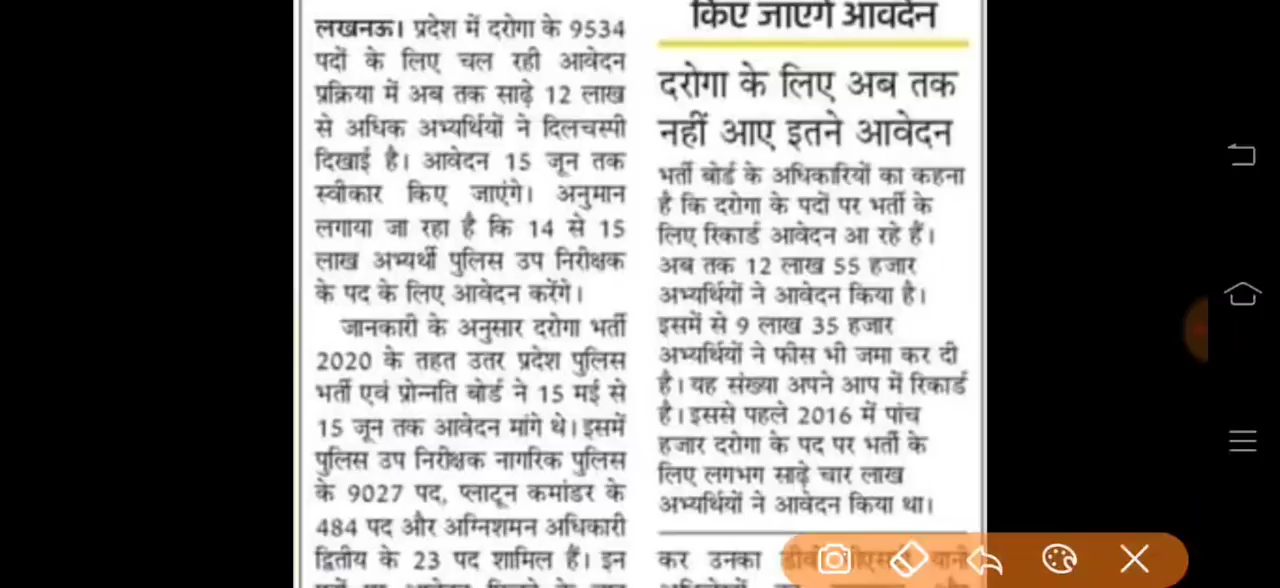 लखनऊ। प्रदेश में दरोगा के 9534
पदों के लिए चल रही आवेदन
प्रक्रिया में अब तक साढ़े 12 लाख
से अधिक अभ्यर्थियों ने दिलचस्पी
दिखाई है। आवेदन 15 जून तक
स्वीकार किए जाएंगे। अनुमान
लगाया जा रहा है कि 14 से 15
लाख अभ्यर्थी पुलिस उप निरीक्षक
के पद के लिए आवेदन करेंगे।
जानकारी के अनुसार दरोगा भर्ती
2020 के तहत उतर प्रदेश पुलिस
भर्ती एवं प्रोन्नति बोर्ड ने 15 मई से
15 जून तक आवेदन मांगे थे। इसमें
पुलिस उप निरीक्षक नागरिक पुलिस
के 9027 पद, प्लाटून कमांडर के
484 पद और अग्निशमन अधिकारी
द्वितीय के 23 पद शामिल हैं। इन
किए जाएंगे आवेदन
दरोगा के लिए अब तक
नहीं आए इतने आवेदन
भर्ती बोर्ड के अधिकारियों का कहना
है कि दरोगा के पदों पर भर्ती के
लिए रिकार्ड आवेदन आ रहे हैं।
अब तक 12 लाख 55 हजार
अभ्यर्थियों ने आवेदन किया है।
इसमें से 9 लाख 35 हजार
अभ्यर्थियों ने फीस भी जमा कर दी
है। यह संख्या अपने आप में रिकार्ड
है। इससे पहले 2016 में पांच
हजार दरोगा के पद पर भर्ती के
लिए लगभग साढ़े चार लाख
अभ्यर्थियों ने आवेदन किया था।
कर उनका